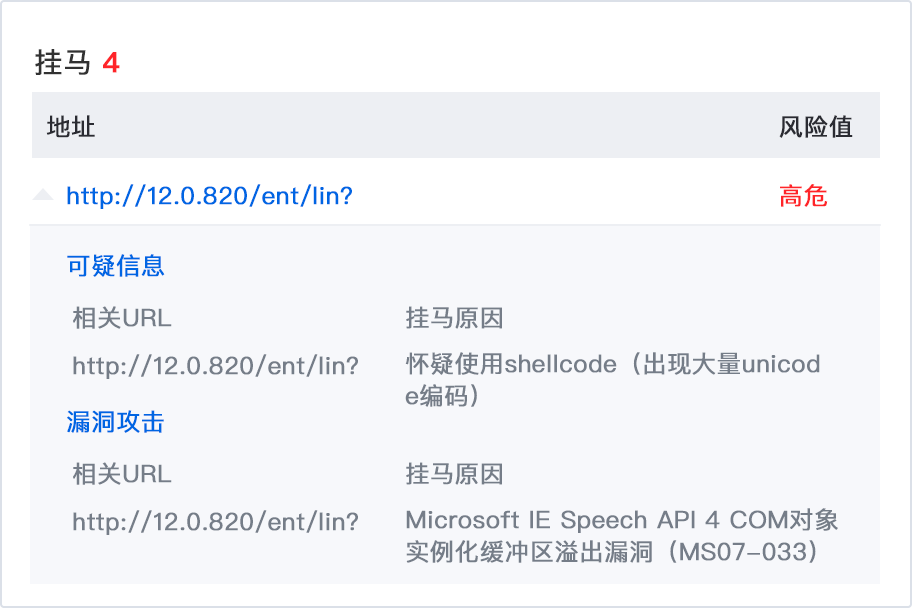 挂马 4
地址 风险值
http://12.0.820/ent/lin? 高危
可疑信息
相关URL 挂马原因
http://12.0.820/ent/lin? 怀疑使用shellcode（出现大量unicod
e编码）
漏洞攻击
相关URL 挂马原因
http://12.0.820/ent/lin? Microsoft IE Speech API 4 COM对象
实例化缓冲区溢出漏洞（MS07-033）